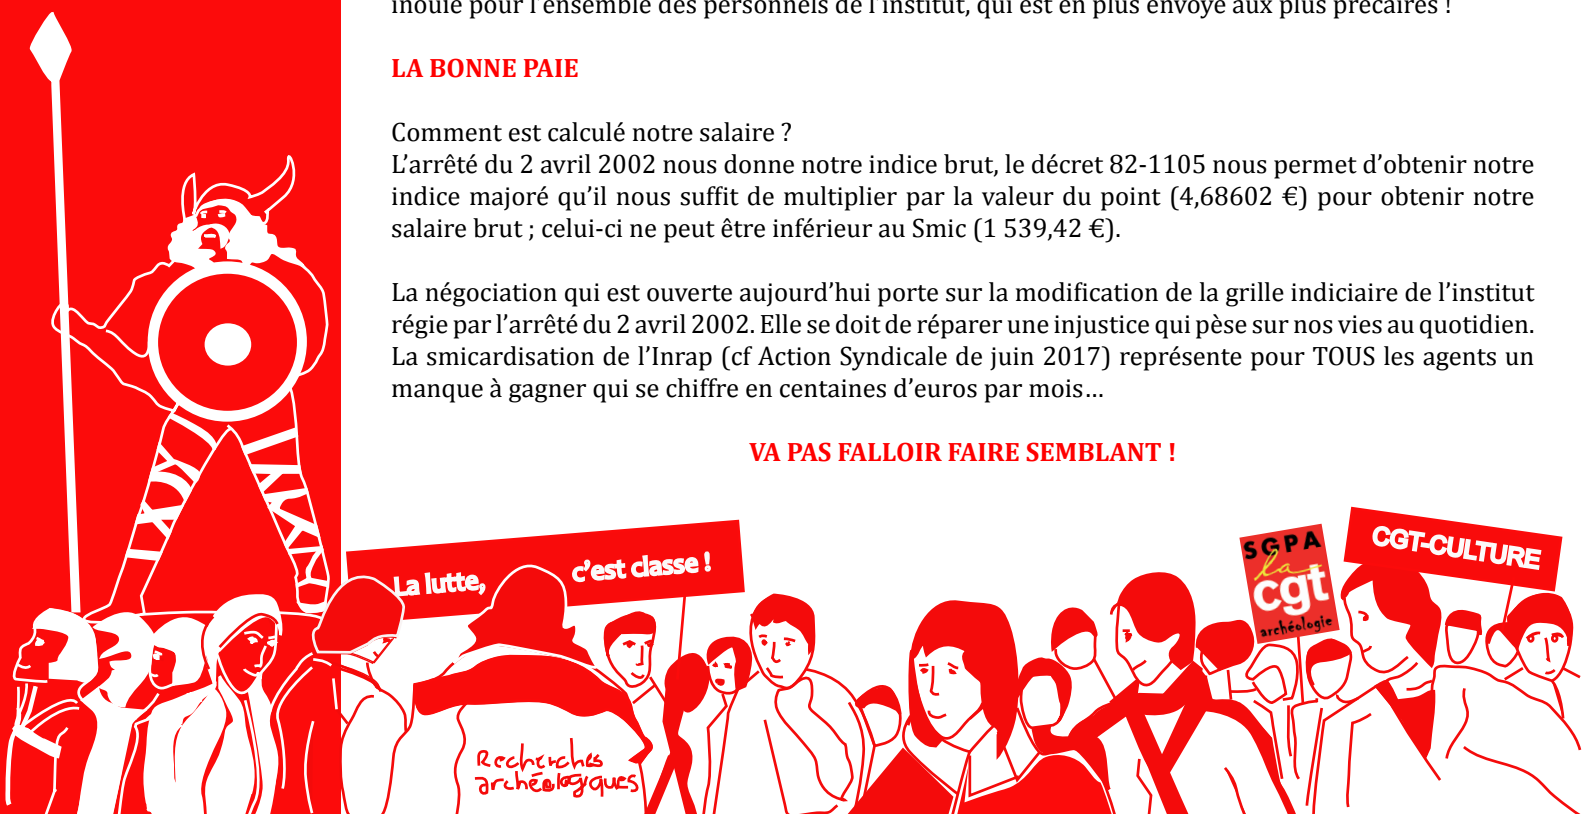 inouïe pour l'ensemble des personnels de l'institut, qui est en plus envoyé aux plus précaires !
LA BONNE PAIE
Comment est calculé notre salaire ?
L'arrêté du 2 avril 2002 nous donne notre indice brut, le décret 82-1105 nous permet d'obtenir notre
indice majoré qu'il nous suffit de multiplier par la valeur du point (4,68602 €) pour obtenir notre
salaire brut ; celui-ci ne peut être inférieur au Smic (1 539,42 €).
La négociation qui est ouverte aujourd'hui porte sur la modification de la grille indiciaire de l'institut
régie par l'arrêté du 2 avril 2002. Elle se doit de réparer une injustice qui pèse sur nos vies au quotidien.
La smicardisation de l'Inrap (cf Action Syndicale de juin 2017) représente pour TOUS les agents un
manque à gagner qui se chiffre en centaines d'euros par mois…
VA PAS FALLOIR FAIRE SEMBLANT !
La lutte, c'est classe !
SGPA
la
cgt
archéologie
CGT-CULTURE
Recherches
archéologiques